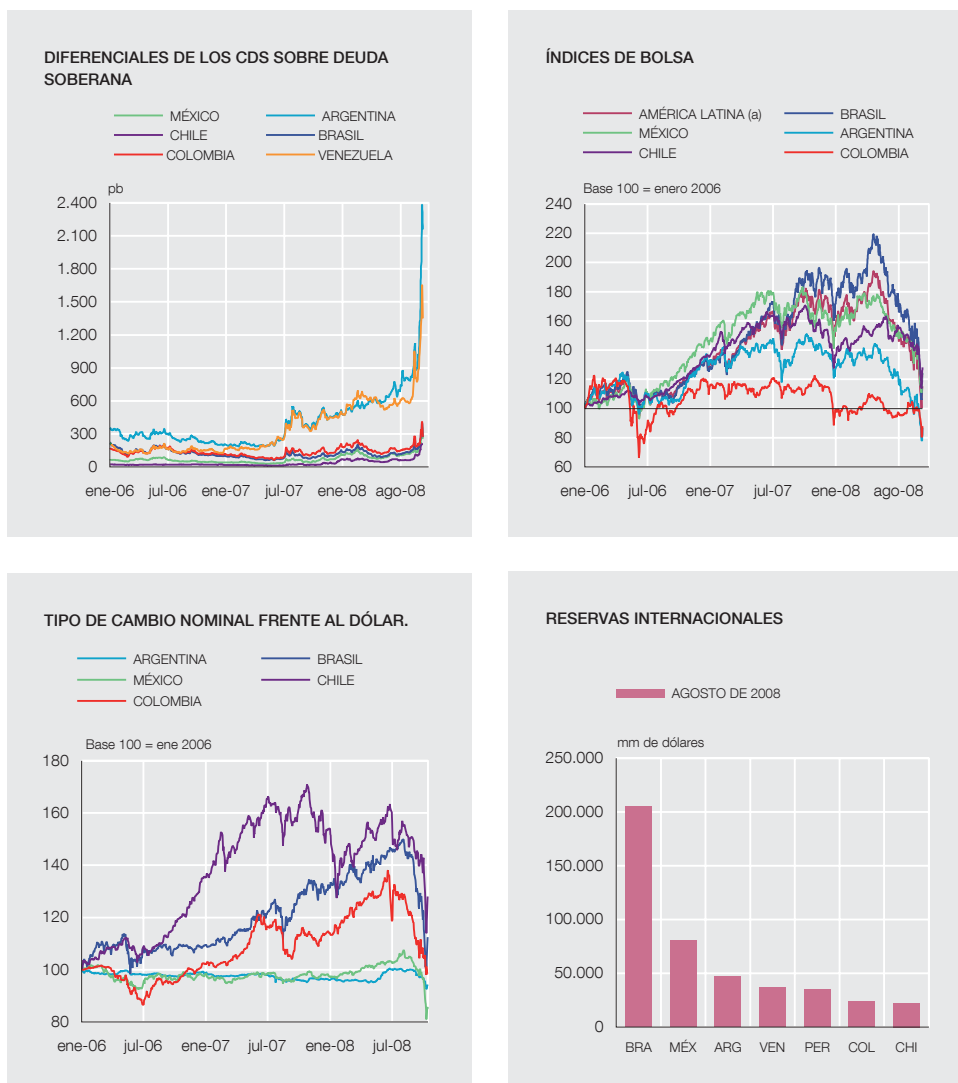 DIFERENCIALES DE LOS CDS SOBRE DEUDA
SOBERANA
MÉXICO
ARGENTINA
CHILE
BRASIL
COLOMBIA
VENEZUELA
pb
2.400
2.100
1.800
1.500
1.200
900
600
300
0
ene-06 jul-06 ene-07 jul-07 ene-08 ago-08
ÍNDICES DE BOLSA
AMÉRICA LATINA (a)
BRASIL
MÉXICO
ARGENTINA
CHILE
COLOMBIA
Base 100 = enero 2006
240
220
200
180
160
140
120
100
80
60
ene-06 jul-06 ene-07 jul-07 ene-08 ago-08
TIPO DE CAMBIO NOMINAL FRENTE AL DÓLAR.
ARGENTINA
BRASIL
MÉXICO
CHILE
COLOMBIA
Base 100 = ene 2006
180
160
140
120
100
80
ene-06 jul-06 ene-07 jul-07 ene-08 jul-08
RESERVAS INTERNACIONALES
AGOSTO DE 2008
mm de dólares
250.000
200.000
150.000
100.000
50.000
0
BRA MÉX ARG VEN PER COL CHI